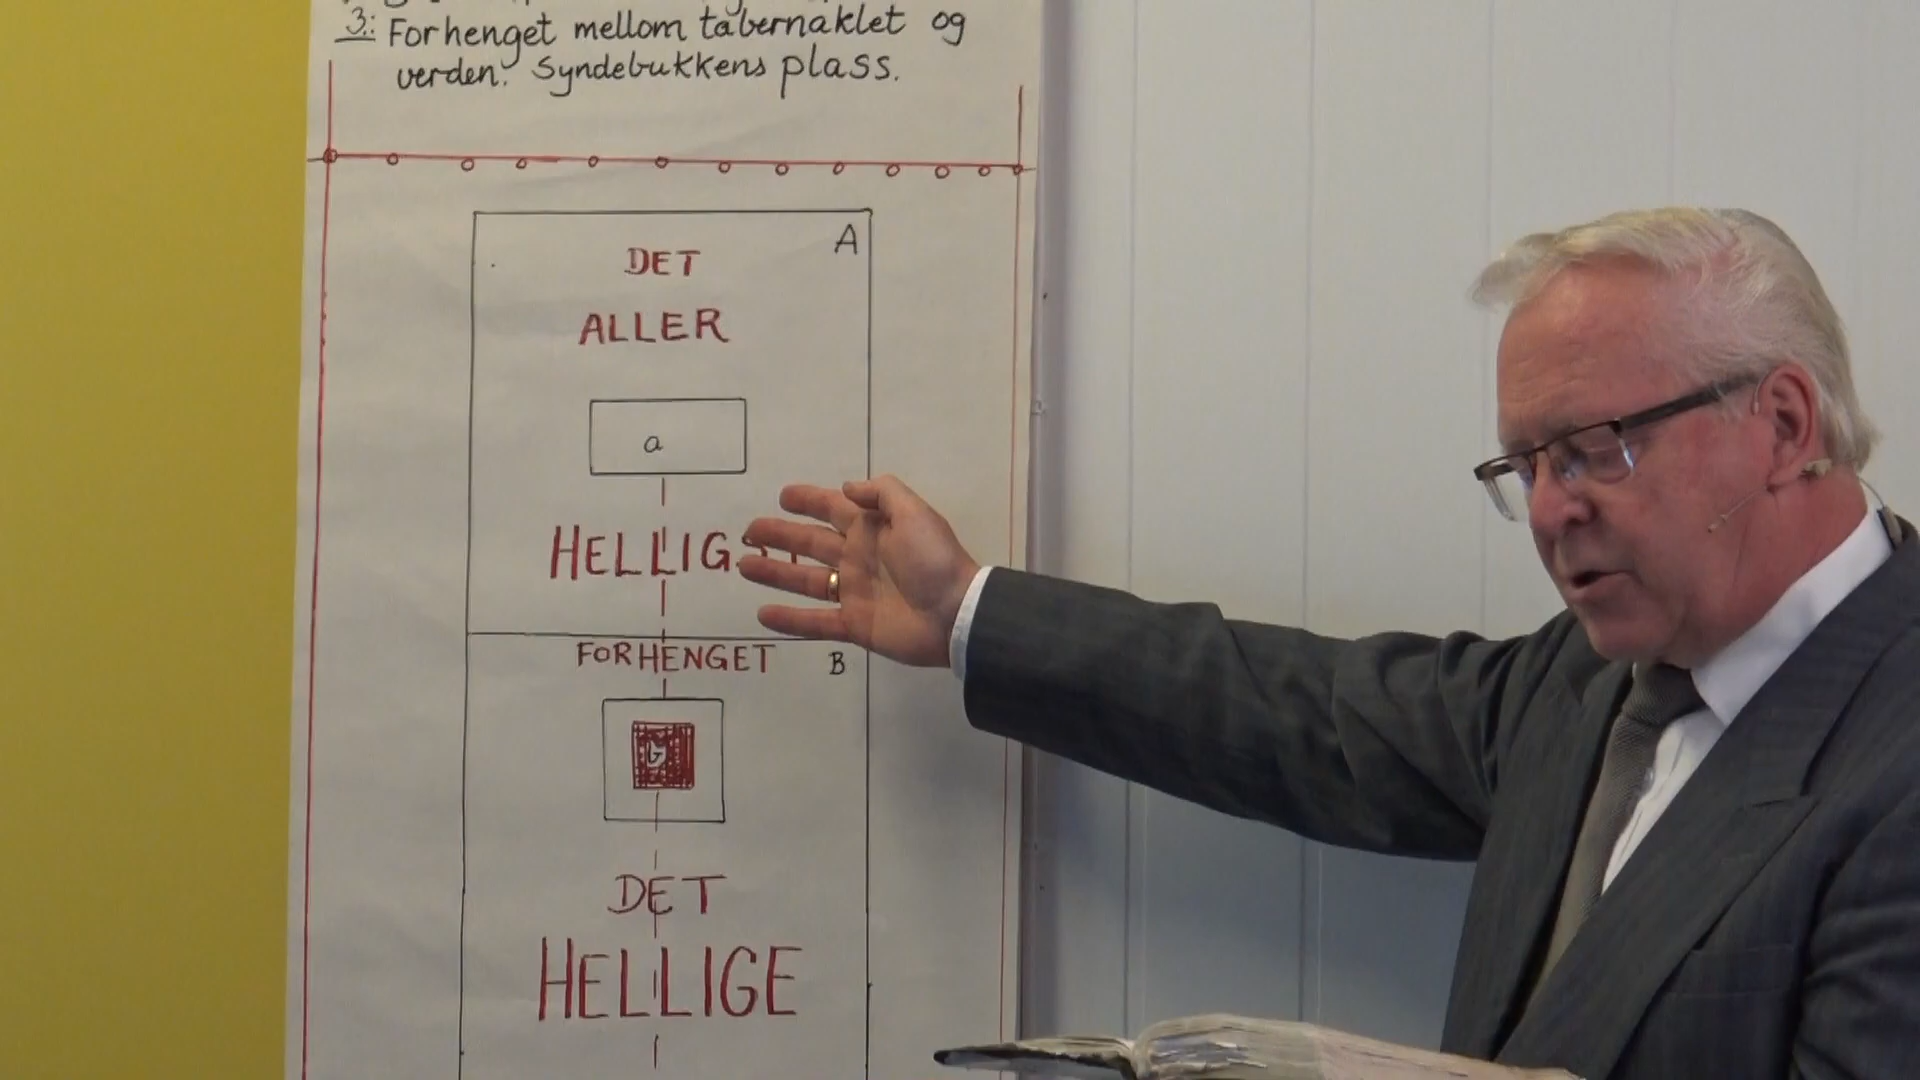 3.: Forhenget mellom tabernaklet og
verden. Syndebukkens plass.
A
DET
ALLER
a
FORHENGET B
DET
HELLIGE